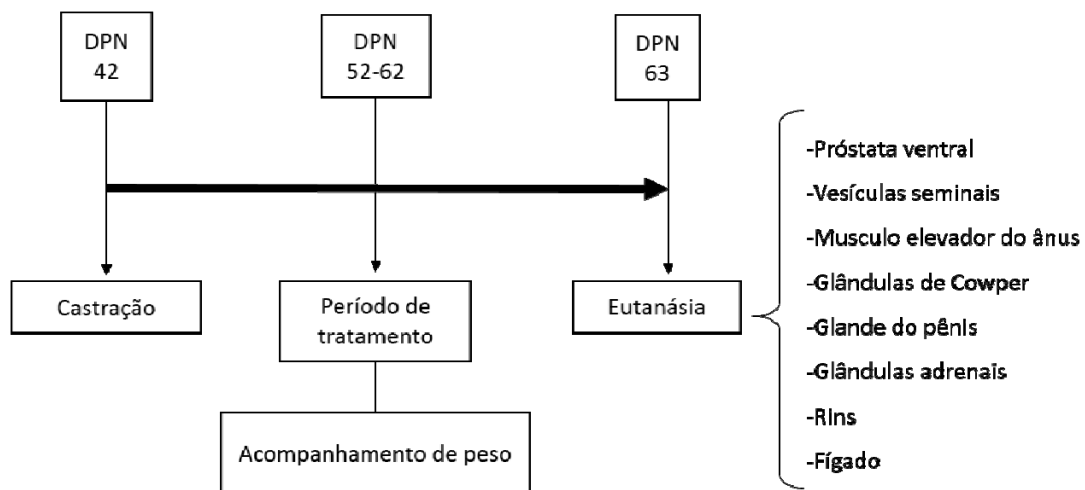 DPN
42
DPN
52-62
DPN
63
Castração
Período de
tratamento
Eutanásia
Acompanhamento de peso
-Próstata ventral
-Vesículas seminais
-Musculo elevador do ânus
-Glândulas de Cowper
-Glande do pênis
-Glândulas adrenais
-Rins
-Fígado